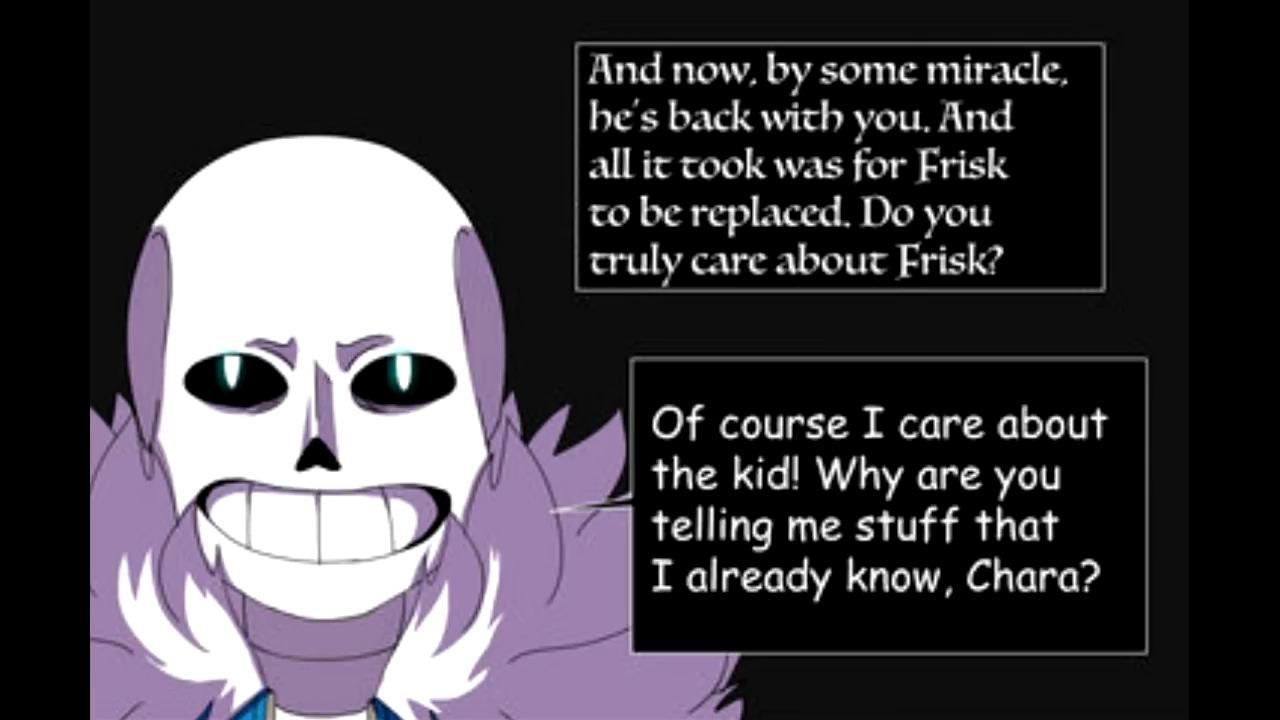 And now, by some miracle,
he's back with you. And
all it took was for Frisk
to be replaced. Do you
truly care about Frisk?
Of course I care about
the kid! Why are you
telling me stuff that
I already know, Chara?